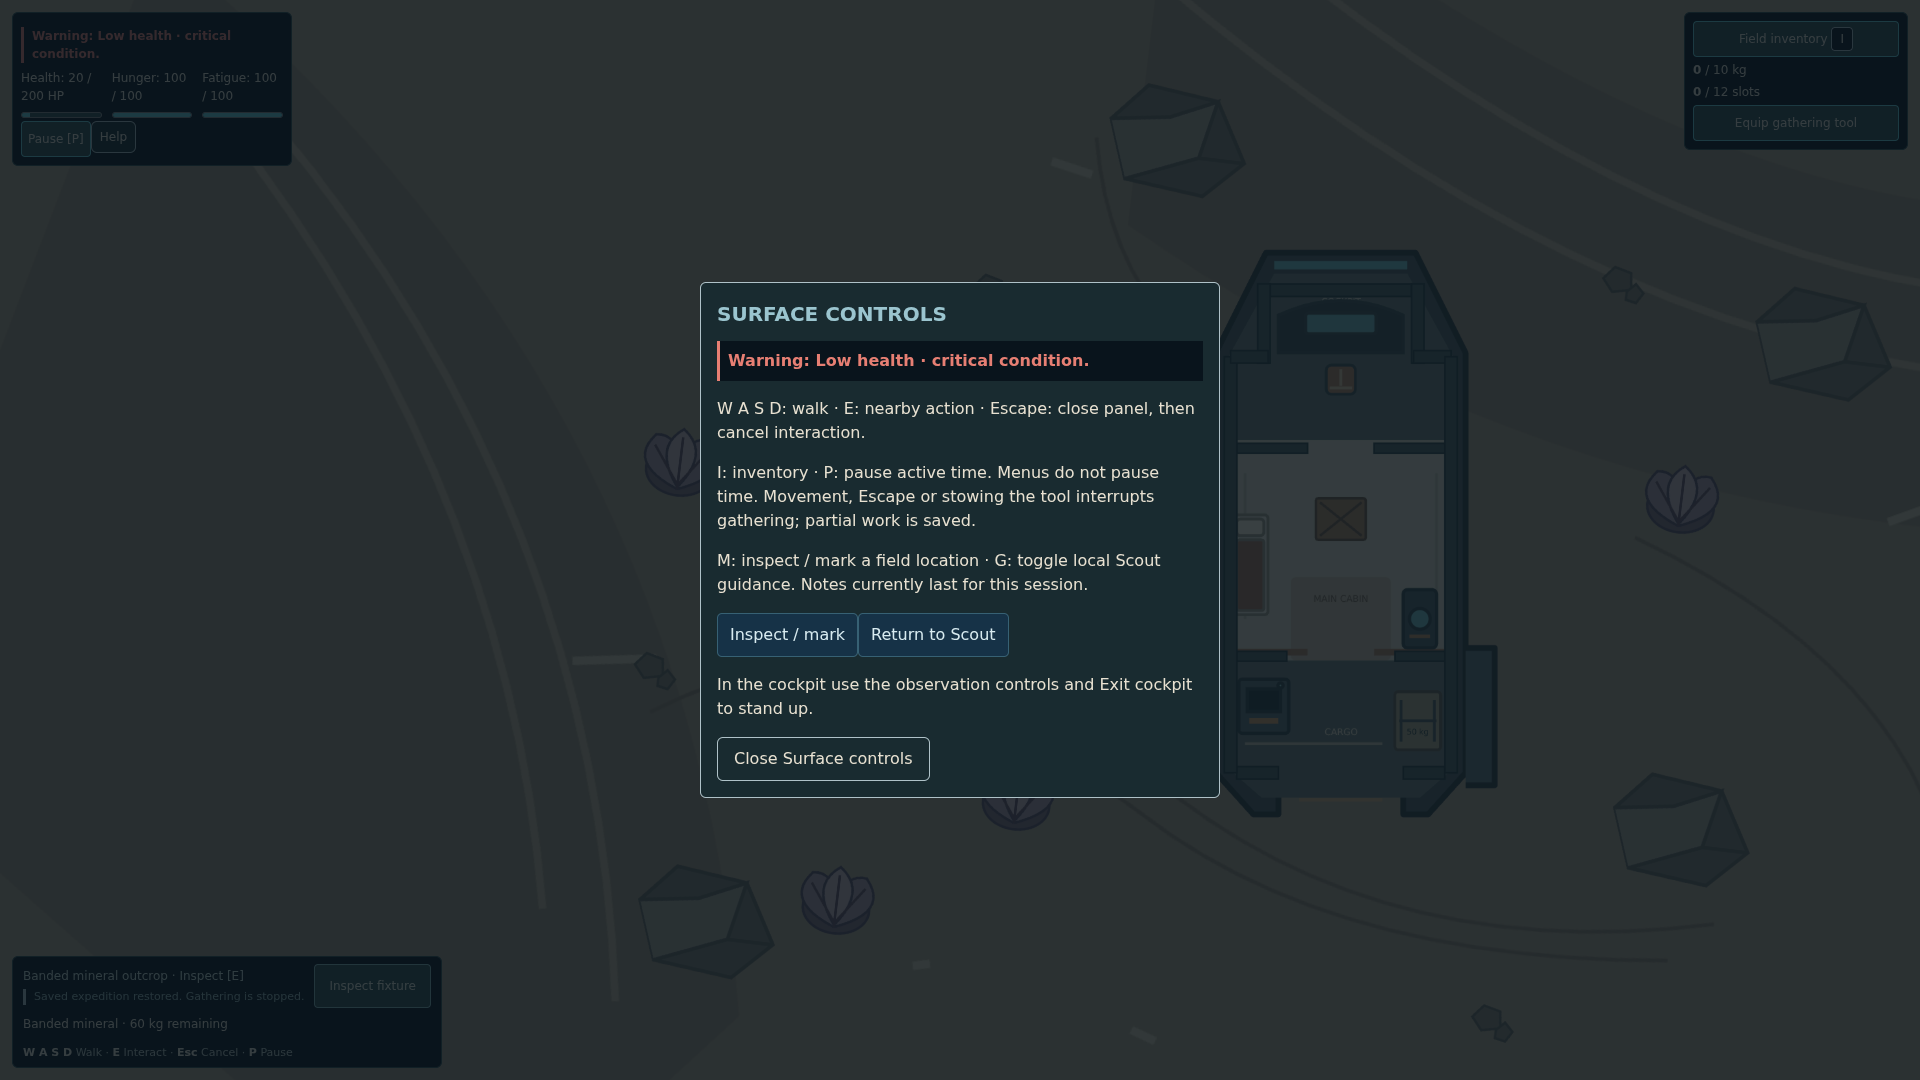 Warning: Low health · critical
condition.
Health: 20 /
200 HP
Hunger: 100
/ 100
Fatigue: 100
/ 100
Pause [P]
Help
Field inventory I
0 / 10 kg
0 / 12 slots
Equip gathering tool
SURFACE CONTROLS
Warning: Low health · critical condition.
W A S D: walk · E: nearby action · Escape: close panel, then
cancel interaction.
I: inventory · P: pause active time. Menus do not pause
time. Movement, Escape or stowing the tool interrupts
gathering; partial work is saved.
M: inspect / mark a field location · G: toggle local Scout
guidance. Notes currently last for this session.
Inspect / mark
Return to Scout
In the cockpit use the observation controls and Exit cockpit
to stand up.
Close Surface controls
MAIN CABIN
CARGO
Banded mineral outcrop · Inspect [E]
Saved expedition restored. Gathering is stopped.
Inspect fixture
Banded mineral · 60 kg remaining
W A S D Walk · E Interact · Esc Cancel · P Pause